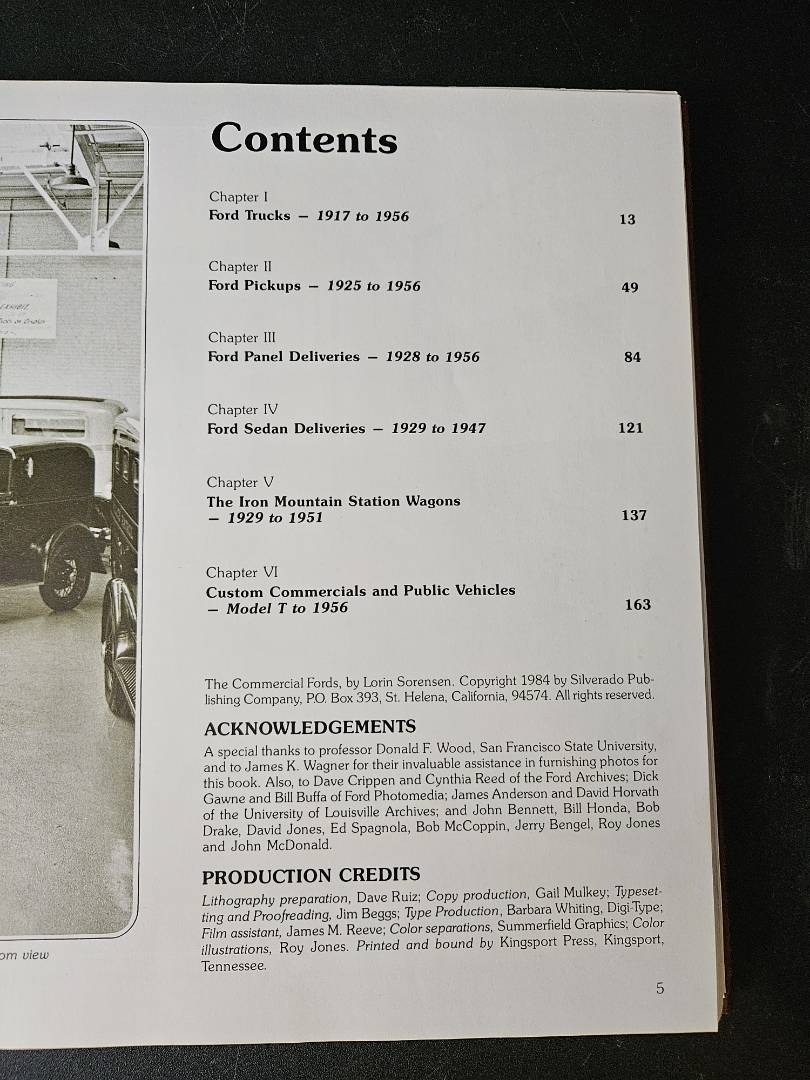 Contents
Chapter I
Ford Trucks – 1917 to 1956 13
Chapter II
Ford Pickups – 1925 to 1956 49
Chapter III
Ford Panel Deliveries – 1928 to 1956 84
Chapter IV
Ford Sedan Deliveries – 1929 to 1947 121
Chapter V
The Iron Mountain Station Wagons
– 1929 to 1951 137
Chapter VI
Custom Commercials and Public Vehicles
– Model T to 1956 163
The Commercial Fords, by Lorin Sorensen. Copyright 1984 by Silverado Pub-
lishing Company, P.O. Box 393, St. Helena, California, 94574. All rights reserved.
ACKNOWLEDGEMENTS
A special thanks to professor Donald F. Wood, San Francisco State University,
and to James K. Wagner for their invaluable assistance in furnishing photos for
this book. Also, to Dave Crippen and Cynthia Reed of the Ford Archives; Dick
Gawne and Bill Buffa of Ford Photomedia; James Anderson and David Horvath
of the University of Louisville Archives; and John Bennett, Bill Honda, Bob
Drake, David Jones, Ed Spagnola, Bob McCoppin, Jerry Bengel, Roy Jones
and John McDonald.
PRODUCTION CREDITS
Lithography preparation, Dave Ruiz; Copy production, Gail Mulkey; Typeset-
ting and Proofreading, Jim Beggs; Type Production, Barbara Whiting, Digi-Type;
Film assistant, James M. Reeve; Color separations, Summerfield Graphics; Color
illustrations, Roy Jones. Printed and bound by Kingsport Press, Kingsport,
Tennessee.
om view
5